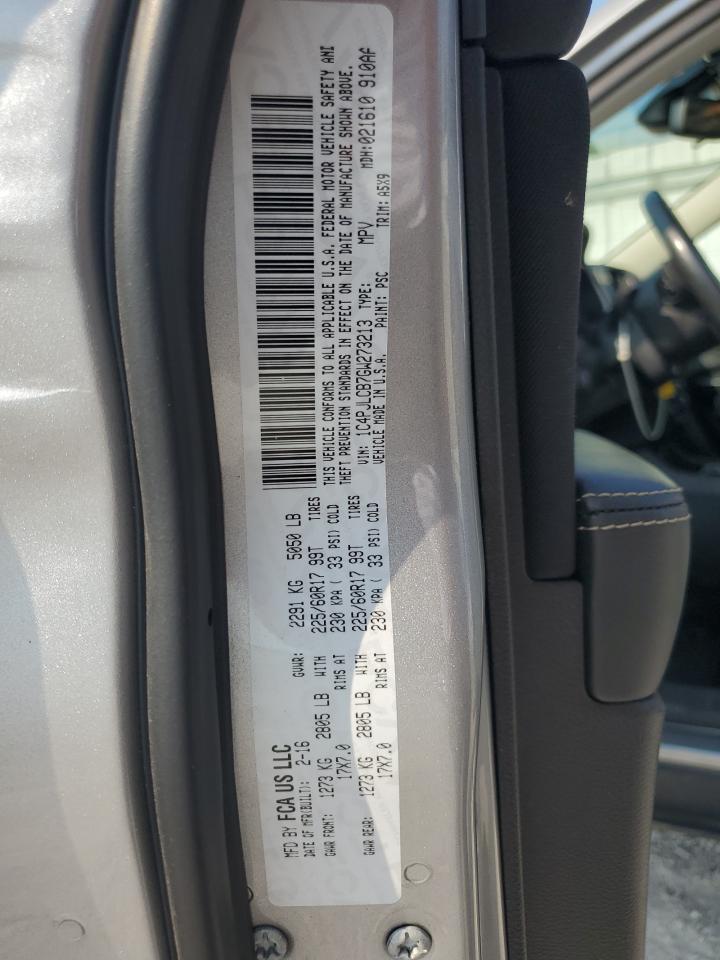 MFD BY FCA US LLC
DATE OF MFR(BUILT): 2-16 GVWR: 2291 KG 5050 LB
GAWR FRONT: 1273 KG 2805 LB WITH 225/60R17 99T TIRES
17X7.0 RIMS AT 230 KPA ( 33 PSI) COLD
GAWR REAR: 1273 KG 2805 LB WITH 225/60R17 99T TIRES
17X7.0 RIMS AT 230 KPA ( 33 PSI) COLD
THIS VEHICLE CONFORMS TO ALL APPLICABLE U.S.A. FEDERAL MOTOR VEHICLE SAFETY AND
THEFT PREVENTION STANDARDS IN EFFECT ON THE DATE OF MANUFACTURE SHOWN ABOVE.
VIN: 1C4PJLCB7GW273213 TYPE: MPV MDH:021610 910AF
VEHICLE MADE IN U.S.A. PAINT: PSC TRIM: A5X9